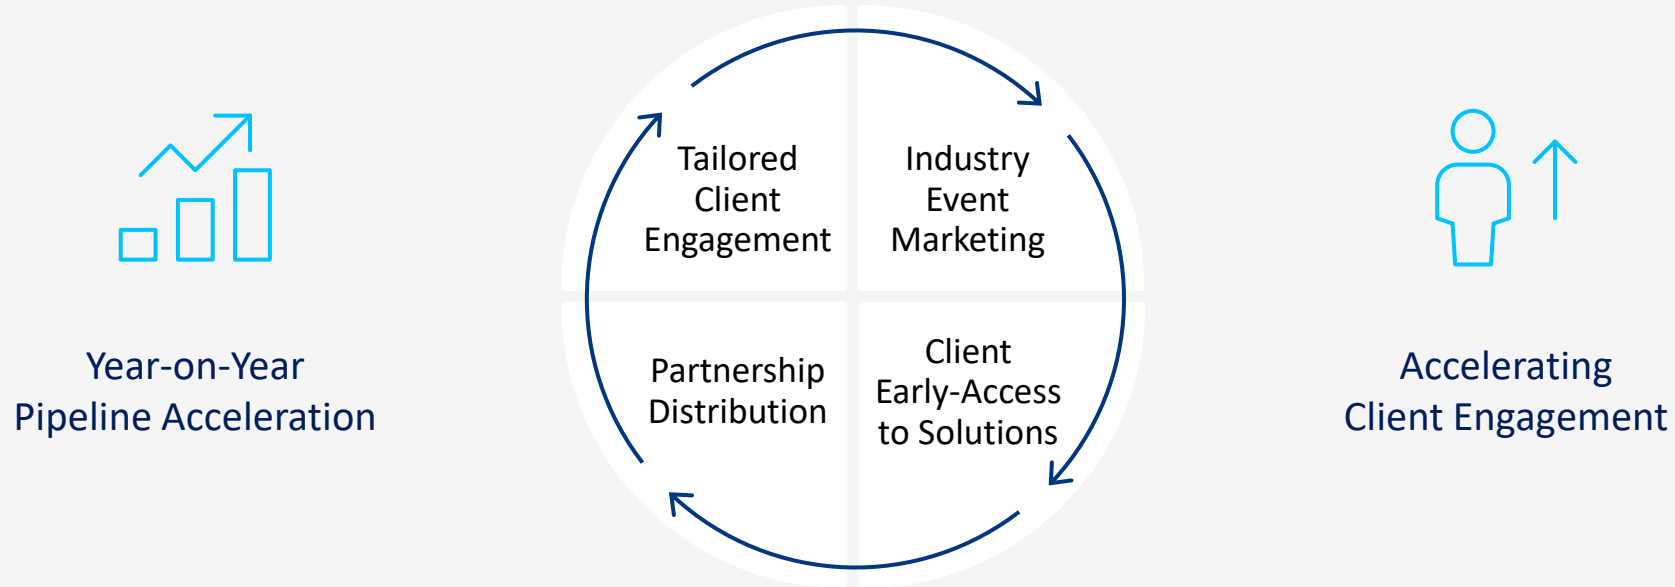 Tailored
Client
Engagement
Industry
Event
Marketing
Year-on-Year
Pipeline Acceleration
Partnership
Distribution
Client
Early-Access
to Solutions
Accelerating
Client Engagement